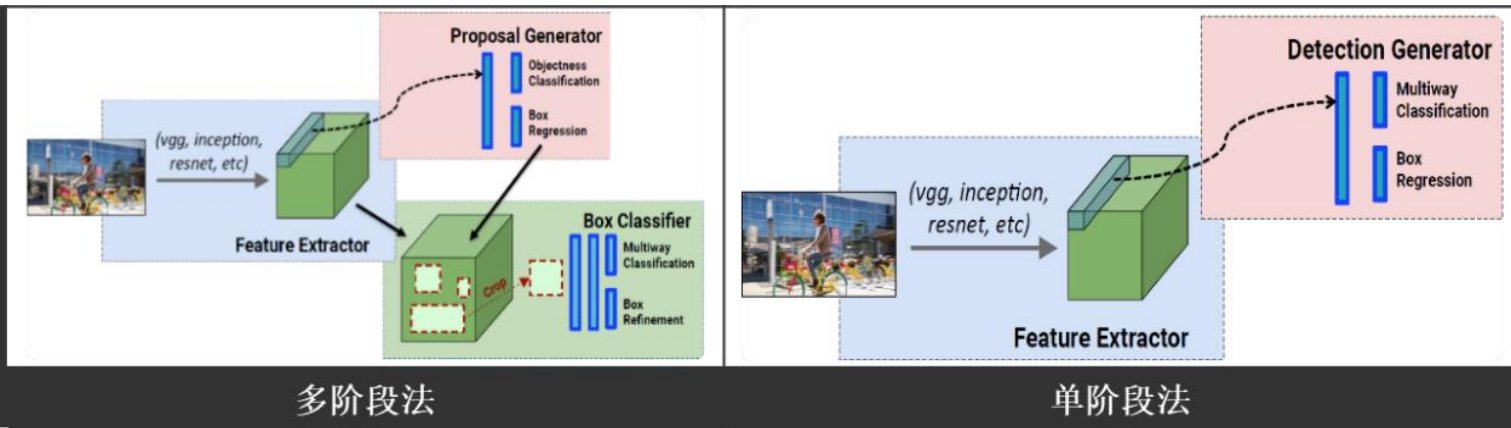 Proposal Generator
Objectness
Classification
Box
Regression
(vgg, inception,
resnet, etc)
Feature Extractor
Box Classifier
Multiway
Classification
Crop
Box
Refinement
多阶段法
Detection Generator
Multiway
Classification
Box
Regression
(vgg, inception,
resnet, etc)
Feature Extractor
单阶段法